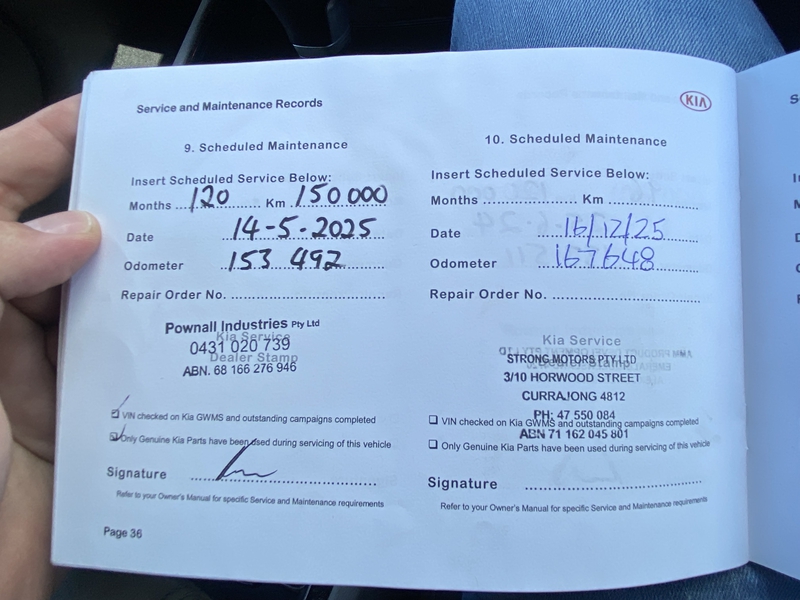 Service and Maintenance Records
KIA
9. Scheduled Maintenance
Insert Scheduled Service Below:
Months ...120... Km .150 000
Date 14-5-2025
Odometer 153 492
Repair Order No. ..........
Pownall Industries Pty Ltd
Kia Service
0431 020 739
Dealer Stamp
ABN. 68 166 276 946
VIN checked on Kia GWMS and outstanding campaigns completed
Only Genuine Kia Parts have been used during servicing of this vehicle
Signature ..........
Refer to your Owner's Manual for specific Service and Maintenance requirements
Page 36
10. Scheduled Maintenance
Insert Scheduled Service Below:
Months .......... Km ..........
Date 16/12/25
Odometer 167648
Repair Order No. ..........
Kia Service
STRONG MOTORS PTY LTD
3/10 HORWOOD STREET
CURRAJONG 4812
PH: 47 550 084
VIN checked on Kia GWMS and outstanding campaigns completed
ABN 71 162 045 801
Only Genuine Kia Parts have been used during servicing of this vehicle
Signature ..........
Refer to your Owner's Manual for specific Service and Maintenance requirements